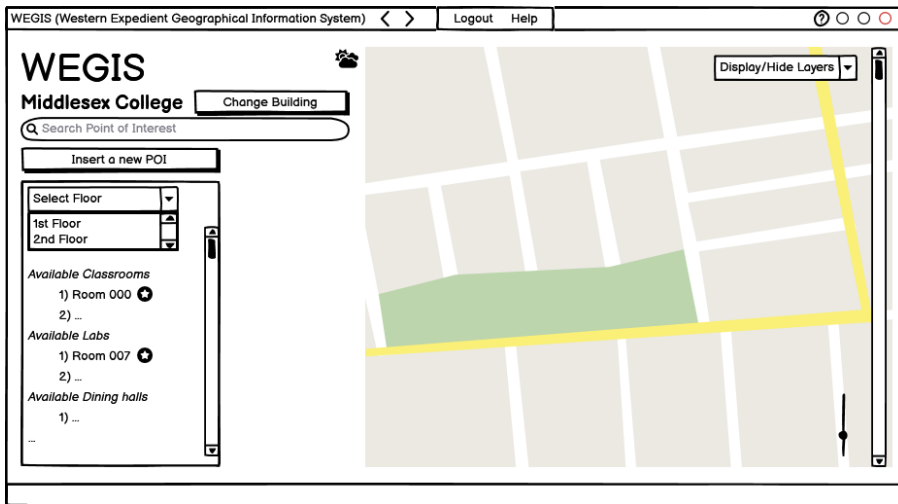 WEGIS (Western Expedient Geographical Information System)
Logout Help
?
WEGIS
Middlesex College
Change Building
Search Point of Interest
Insert a new POI
Select Floor
1st Floor
2nd Floor
Available Classrooms
1) Room 000
2) ...
Available Labs
1) Room 007
2) ...
Available Dining halls
1) ...
...
Display/Hide Layers